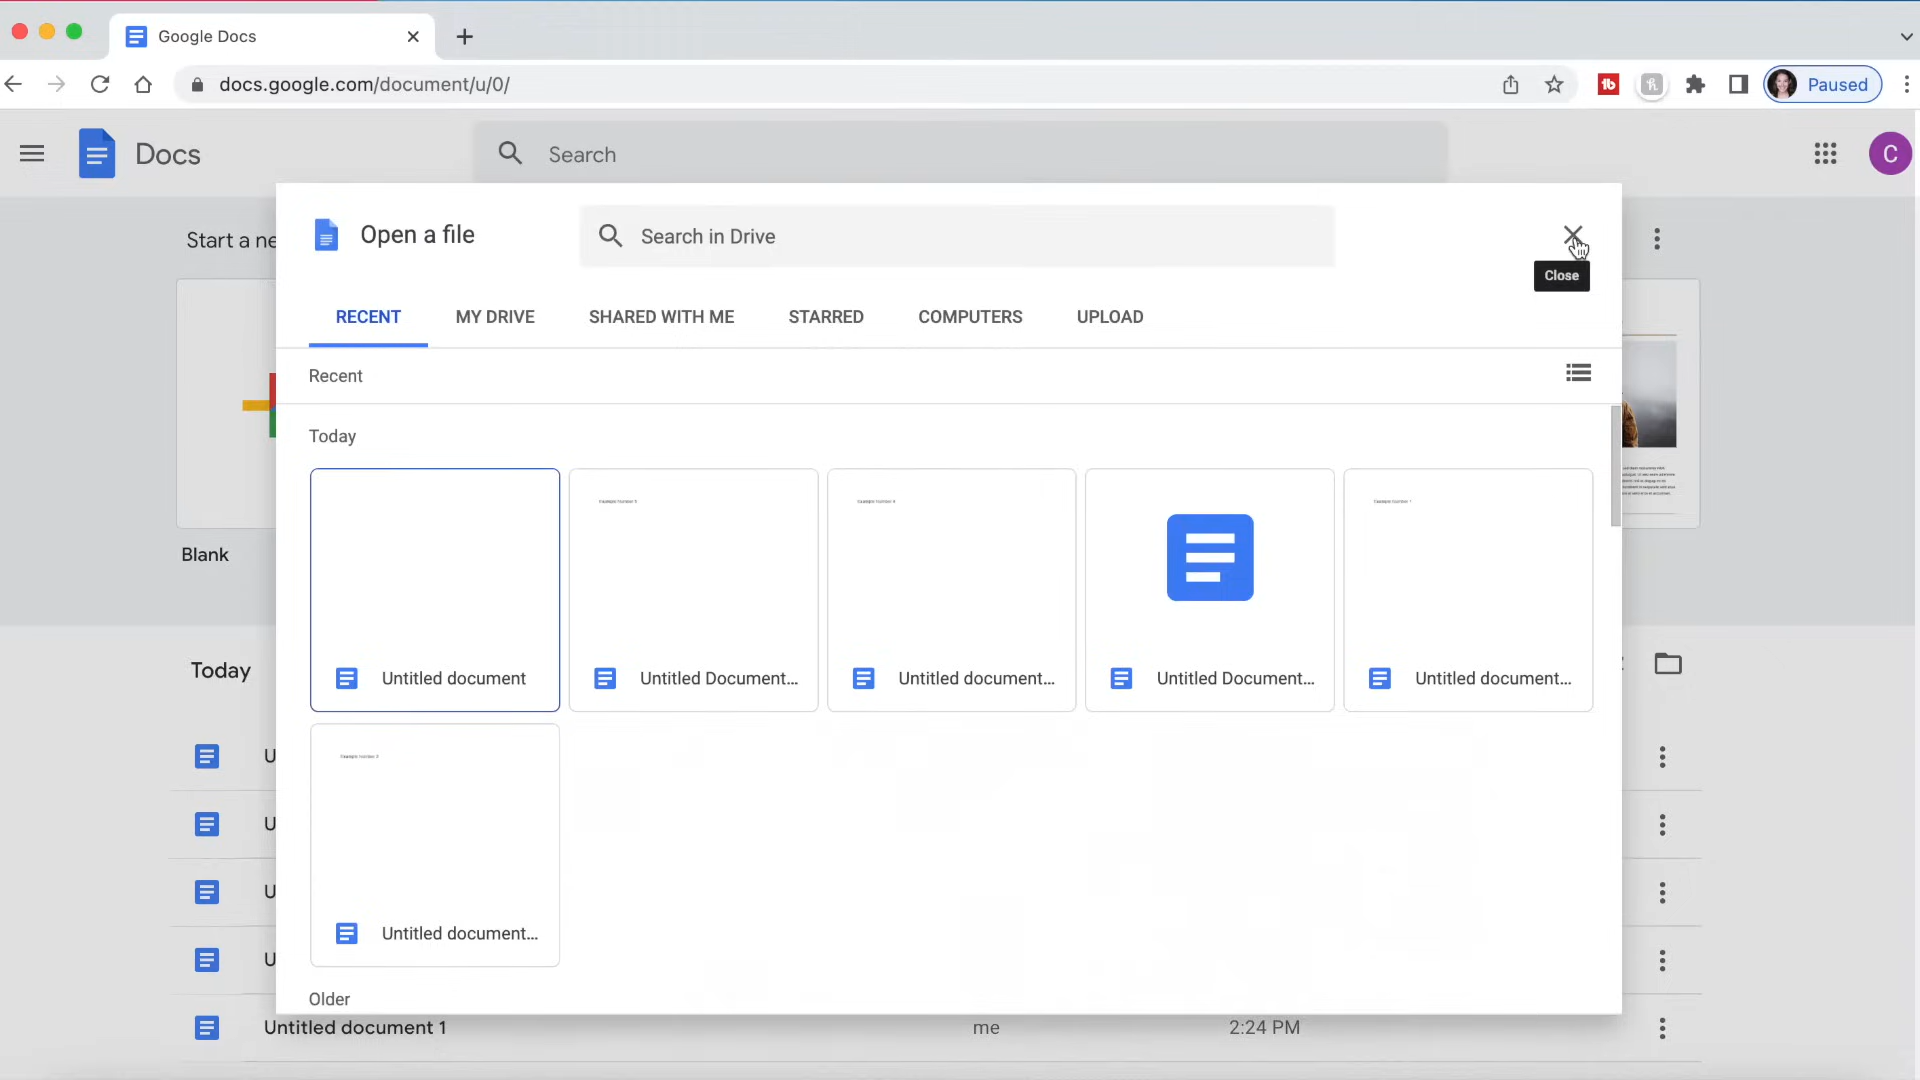 Google Docs
docs.google.com/document/u/0/
Paused
Docs
Search
C
Start a ne
Open a file
Search in Drive
Close
RECENT
MY DRIVE
SHARED WITH ME
STARRED
COMPUTERS
UPLOAD
Recent
Today
Untitled document
Untitled Document...
Untitled document...
Untitled Document...
Untitled document...
Blank
Today
U
U
U
U
Untitled document...
Older
Untitled document 1
me
2:24 PM